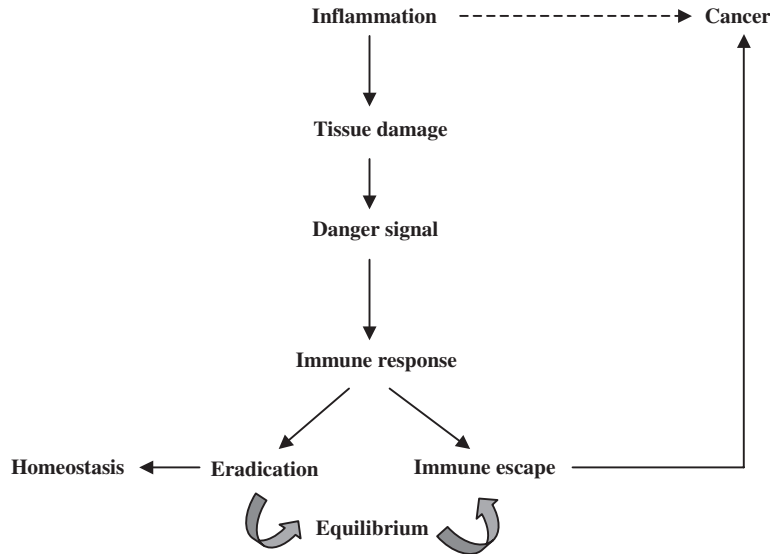 Inflammation Cancer
Tissue damage
Danger signal
Immune response
Homeostasis Eradication Immune escape
Equilibrium